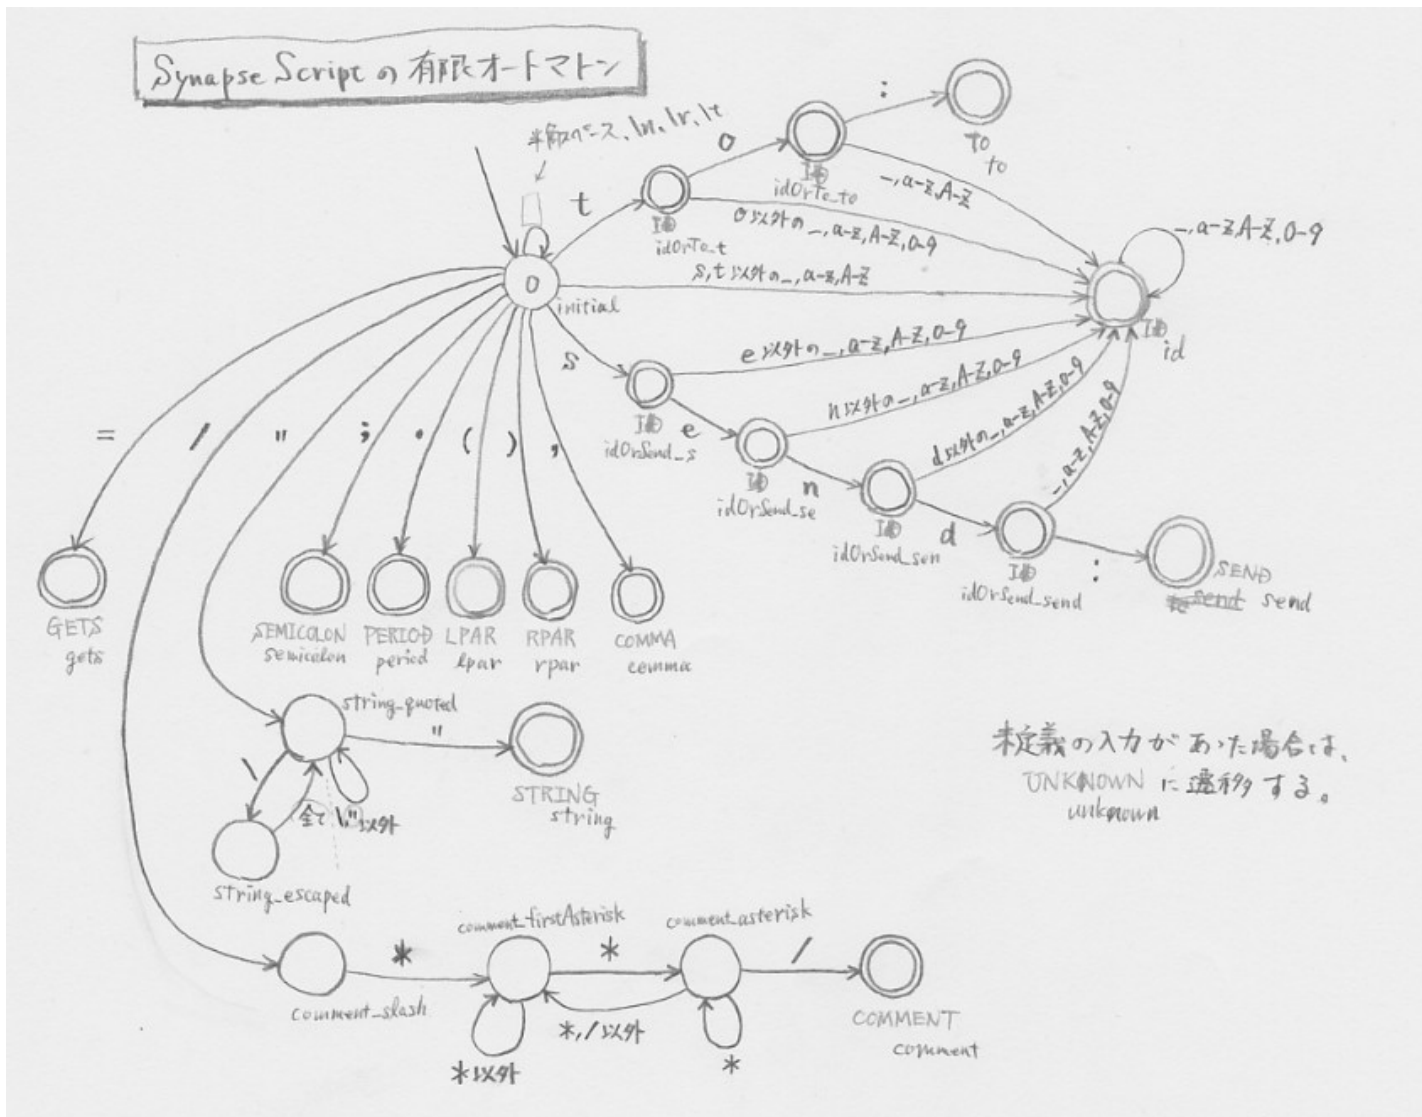 Synapse Script の 有限オートマトン
半角スペース、\n、\r、\t
t
o
:
TO
to
ID
idOrTo_to
_,a-z,A-Z
ID
idOrTo_t
o以外の_,a-z,A-Z,0-9
_,a-z,A-Z,0-9
0
initial
s,t以外の_,a-z,A-Z
ID
id
s
e以外の_,a-z,A-Z,0-9
ID
idOrSend_s
e
n以外の_,a-z,A-Z,0-9
ID
idOrSend_se
n
d以外の_,a-z,A-Z,0-9
ID
idOrSend_sen
d
_,a-z,A-Z,0-9
ID
idOrSend_send
:
SEND
send send
= / " ; . ( ) ,
GETS
gets
SEMICOLON
semicolon
PERIOD
period
LPAR
lpar
RPAR
rpar
COMMA
comma
string_quoted
"
STRING
string
\
全て
\,"以外
string_escaped
未定義の入力があった場合は、
UNKNOWN に遷移する。
unknown
comment_slash
*
comment_firstAsterisk
*
comment_asterisk
/
*以外
*,/以外
*
COMMENT
comment